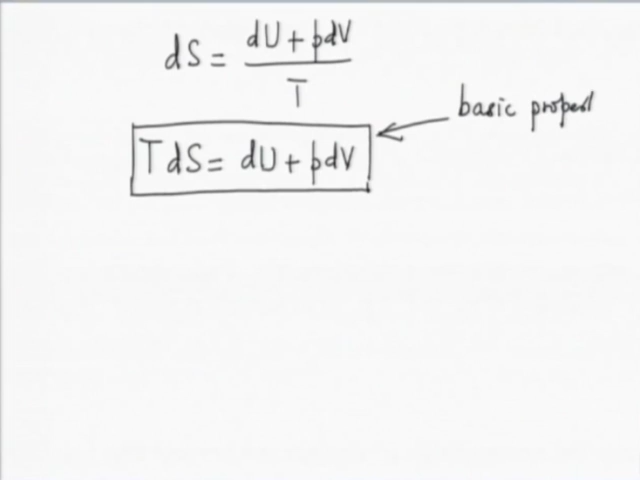 dS = dU + pdV / T
basic propert
TdS = dU + pdV